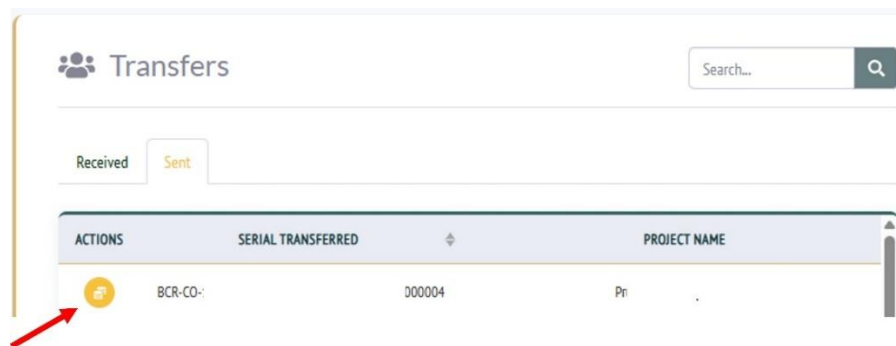 Transfers
Search...
Received Sent
ACTIONS SERIAL TRANSFERRED PROJECT NAME
BCR-CO-: 000004